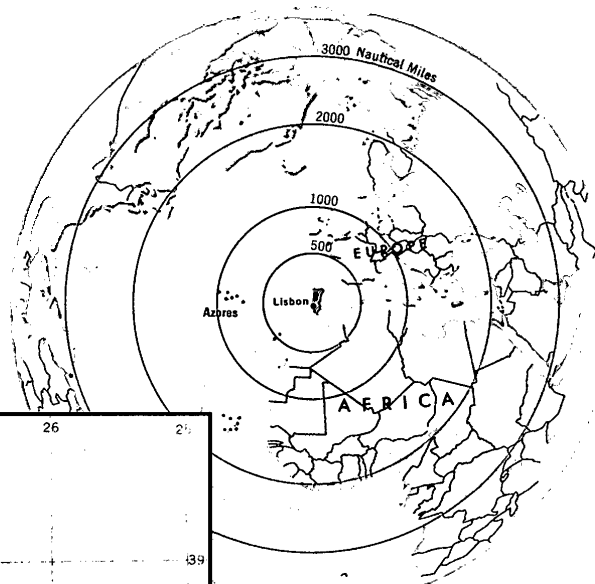 3000 Nautical Miles
2000
1000
500
EUROPE
Lisbon
Azores
AFRICA
26
39